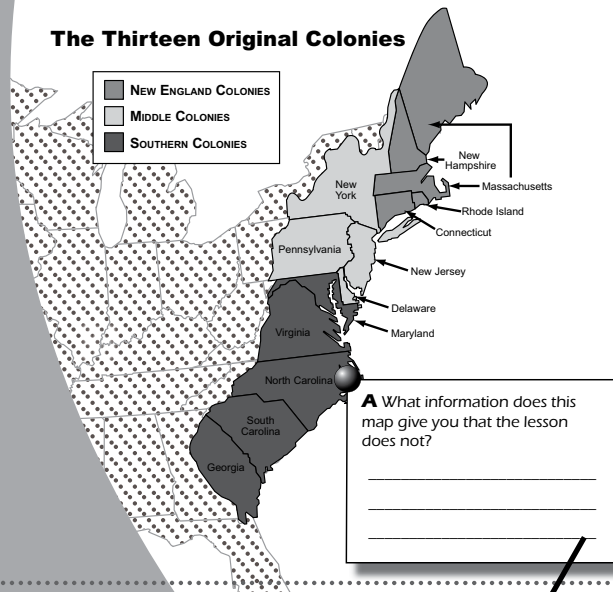 The Thirteen Original Colonies
NEW ENGLAND COLONIES
MIDDLE COLONIES
SOUTHERN COLONIES
New
Hampshire
Massachusetts
New
York
Rhode Island
Connecticut
Pennsylvania
New Jersey
Delaware
Virginia
Maryland
North Carolina
South
Carolina
Georgia
A What information does this
map give you that the lesson
does not?